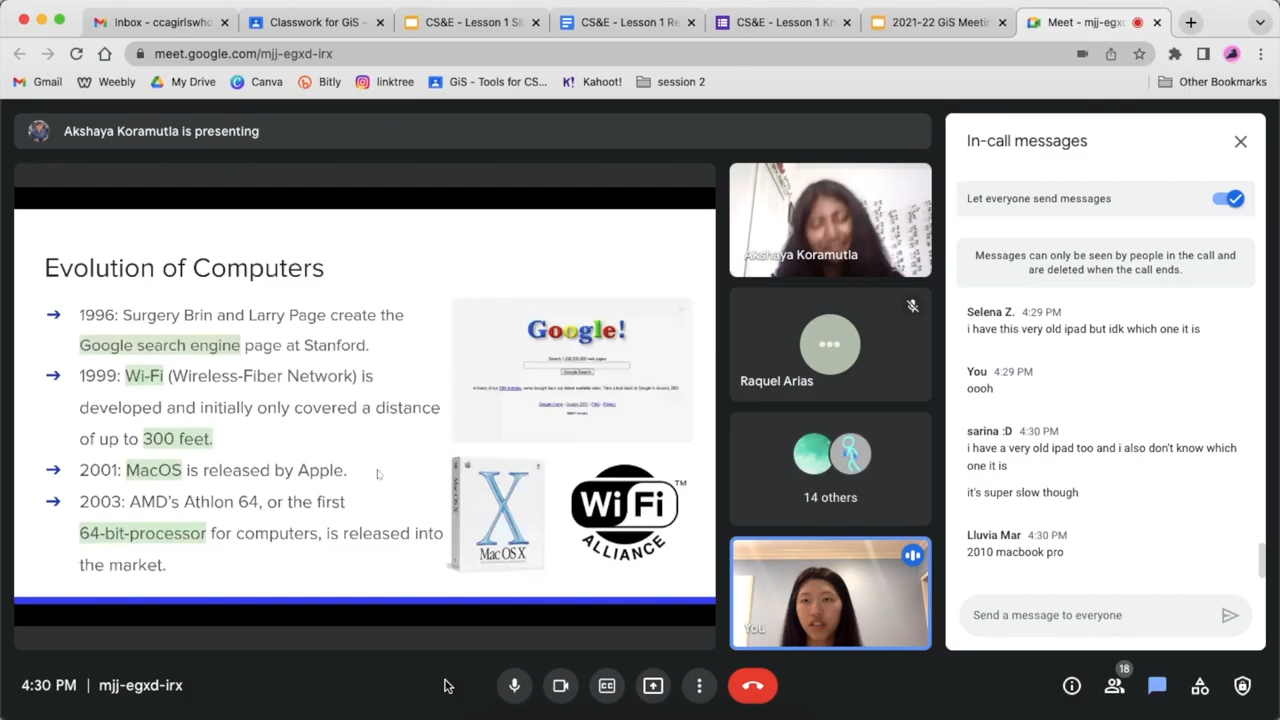 Inbox - ccagirlswho
Classwork for GiS -
CS&E - Lesson 1 Sli
CS&E - Lesson 1 Re
CS&E - Lesson 1 Kn
2021-22 GiS Meetin
Meet - mjj-egx
meet.google.com/mjj-egxd-irx
Gmail
Weebly
My Drive
Canva
Bitly
linktree
GiS - Tools for CS...
K!
Kahoot!
session 2
Other Bookmarks
Akshaya Koramutla is presenting
Evolution of Computers
→ 1996: Surgery Brin and Larry Page create the
Google search engine page at Stanford.
→ 1999: Wi-Fi (Wireless-Fiber Network) is
developed and initially only covered a distance
of up to 300 feet.
→ 2001: MacOS is released by Apple.
→ 2003: AMD's Athlon 64, or the first
64-bit-processor for computers, is released into
the market.
Google!
Google Search
Mac OS X
X
Mac OS X
Wi Fi
TM
ALLIANCE
Akshaya Koramutla
Raquel Arias
14 others
You
In-call messages
Let everyone send messages
Messages can only be seen by people in the call and
are deleted when the call ends.
Selena Z. 4:29 PM
i have this very old ipad but idk which one it is
You 4:29 PM
oooh
sarina :D 4:30 PM
i have a very old ipad too and i also don't know which
one it is
it's super slow though
Lluvia Mar 4:30 PM
2010 macbook pro
Send a message to everyone
4:30 PM | mjj-egxd-irx
18